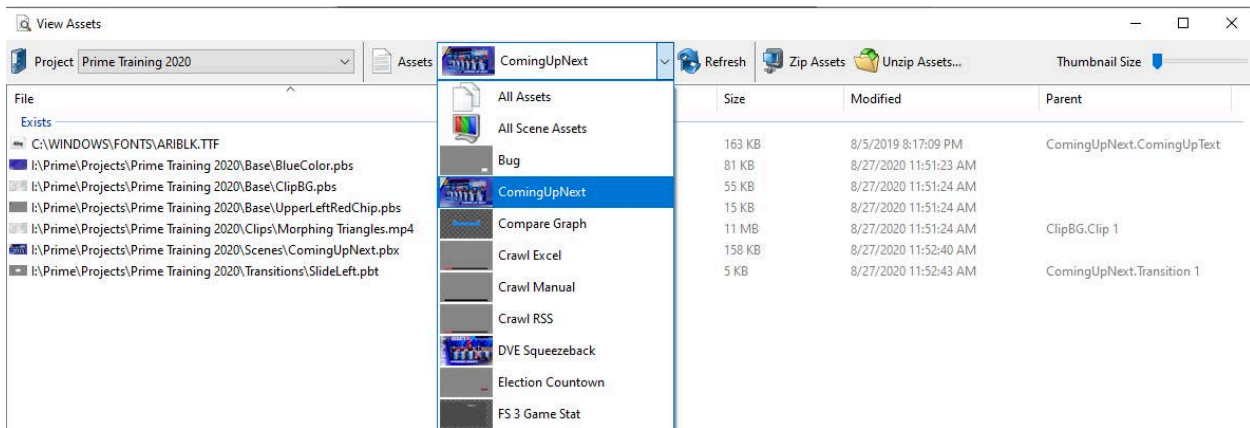 View Assets
Project Prime Training 2020 Assets ComingUpNext Refresh Zip Assets Unzip Assets... Thumbnail Size
File Size Modified Parent
Exists
C:\WINDOWS\FONTS\ARIBLK.TTF 163 KB 8/5/2019 8:17:09 PM ComingUpNext.ComingUpText
I:\Prime\Projects\Prime Training 2020\Base\BlueColor.pbs 81 KB 8/27/2020 11:51:23 AM
I:\Prime\Projects\Prime Training 2020\Base\ClipBG.pbs 55 KB 8/27/2020 11:51:24 AM
I:\Prime\Projects\Prime Training 2020\Base\UpperLeftRedChip.pbs 15 KB 8/27/2020 11:51:24 AM
I:\Prime\Projects\Prime Training 2020\Clips\Morphing Triangles.mp4 11 MB 8/27/2020 11:51:24 AM ClipBG.Clip 1
I:\Prime\Projects\Prime Training 2020\Scenes\ComingUpNext.pbx 158 KB 8/27/2020 11:52:40 AM
I:\Prime\Projects\Prime Training 2020\Transitions\SlideLeft.pbt 5 KB 8/27/2020 11:52:43 AM ComingUpNext.Transition 1
All Assets
All Scene Assets
Bug
ComingUpNext
Compare Graph
Crawl Excel
Crawl Manual
Crawl RSS
DVE Squeezeback
Election Countown
FS 3 Game Stat